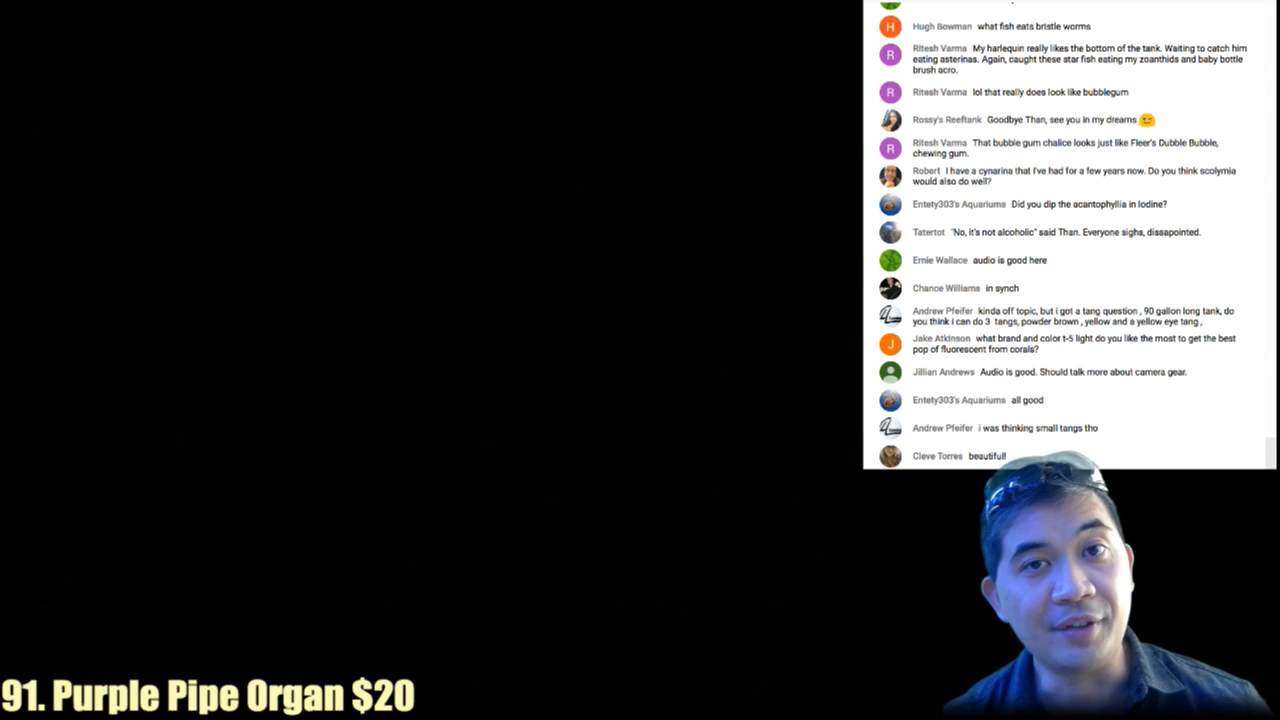 H Hugh Bowman what fish eats bristle worms
R Ritesh Varma My harlequin really likes the bottom of the tank. Waiting to catch him
eating asterinas. Again, caught these star fish eating my zoanthids and baby bottle
brush acro.
R Ritesh Varma lol that really does look like bubblegum
Rossy's Reeftank Goodbye Than, see you in my dreams
R Ritesh Varma That bubble gum chalice looks just like Fleer's Dubble Bubble,
chewing gum.
Robert I have a cynarina that I've had for a few years now. Do you think scolymia
would also do well?
Entety303's Aquariums Did you dip the acantophyllia in Iodine?
Tatertot "No, it's not alcoholic" said Than. Everyone sighs, dissapointed.
Ernie Wallace audio is good here
Chance Williams in synch
Andrew Pfeifer kinda off topic, but i got a tang question , 90 gallon long tank, do
you think I can do 3 tangs, powder brown , yellow and a yellow eye tang ,
J Jake Atkinson what brand and color t-5 light do you like the most to get the best
pop of fluorescent from corals?
Jillian Andrews Audio is good. Should talk more about camera gear.
Entety303's Aquariums all good
Andrew Pfeifer i was thinking small tangs tho
Cleve Torres beautiful!
91. Purple Pipe Organ $20